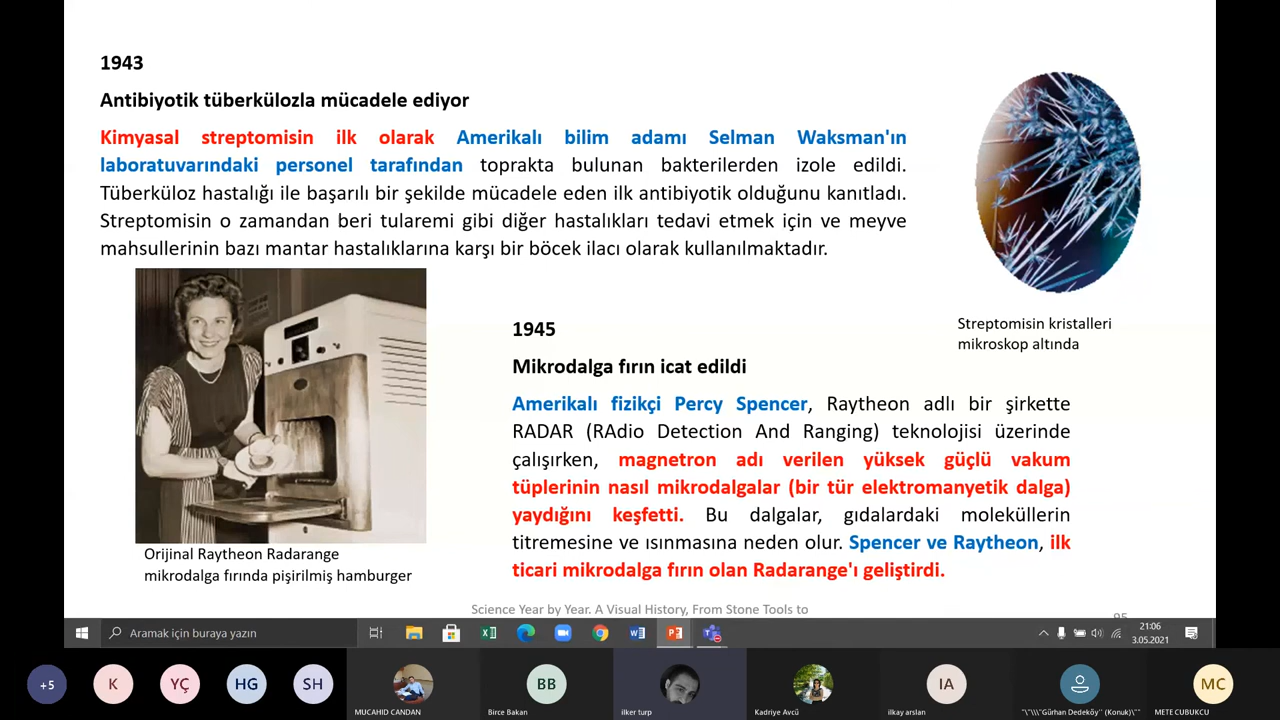 1943
Antibiyotik tüberkülozla mücadele ediyor
Kimyasal streptomisin ilk olarak Amerikalı bilim adamı Selman Waksman'ın
laboratuvarındaki personel tarafından toprakta bulunan bakterilerden izole edildi.
Tüberküloz hastalığı ile başarılı bir şekilde mücadele eden ilk antibiyotik olduğunu kanıtladı.
Streptomisin o zamandan beri tularemi gibi diğer hastalıkları tedavi etmek için ve meyve
mahsullerinin bazı mantar hastalıklarına karşı bir böcek ilacı olarak kullanılmaktadır.
Streptomisin kristalleri
mikroskop altında
Orijinal Raytheon Radarange
mikrodalga fırında pişirilmiş hamburger
1945
Mikrodalga fırın icat edildi
Amerikalı fizikçi Percy Spencer, Raytheon adlı bir şirkette
RADAR (RAdio Detection And Ranging) teknolojisi üzerinde
çalışırken, magnetron adı verilen yüksek güçlü vakum
tüplerinin nasıl mikrodalgalar (bir tür elektromanyetik dalga)
yaydığını keşfetti. Bu dalgalar, gıdalardaki moleküllerin
titremesine ve ısınmasına neden olur. Spencer ve Raytheon, ilk
ticari mikrodalga fırın olan Radarange'ı geliştirdi.
Science Year by Year. A Visual History, From Stone Tools to
Aramak için buraya yazın
21:06
3.05.2021
+5
K
YÇ
HG
SH
MUCAHID CANDAN
BB
Birce Bakan
ilker turp
Kadriye Avcü
IA
ilkay arslan
"\"\\\"Gürhan Dedeköy" (Konuk)\""
MC
METE CUBUKCU